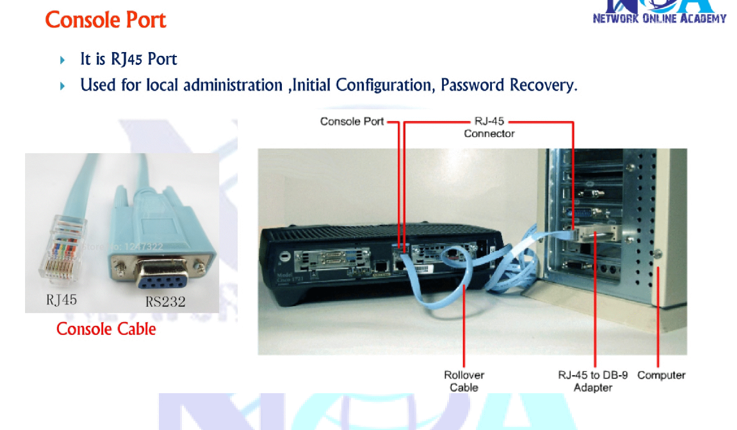 Console Port
NETWORK ONLINE ACADEMY
It is RJ45 Port
Used for local administration ,Initial Configuration, Password Recovery.
Console Port
RJ-45
Connector
RJ45
RS232
Console Cable
Rollover
Cable
RJ-45 to DB-9
Adapter
Computer